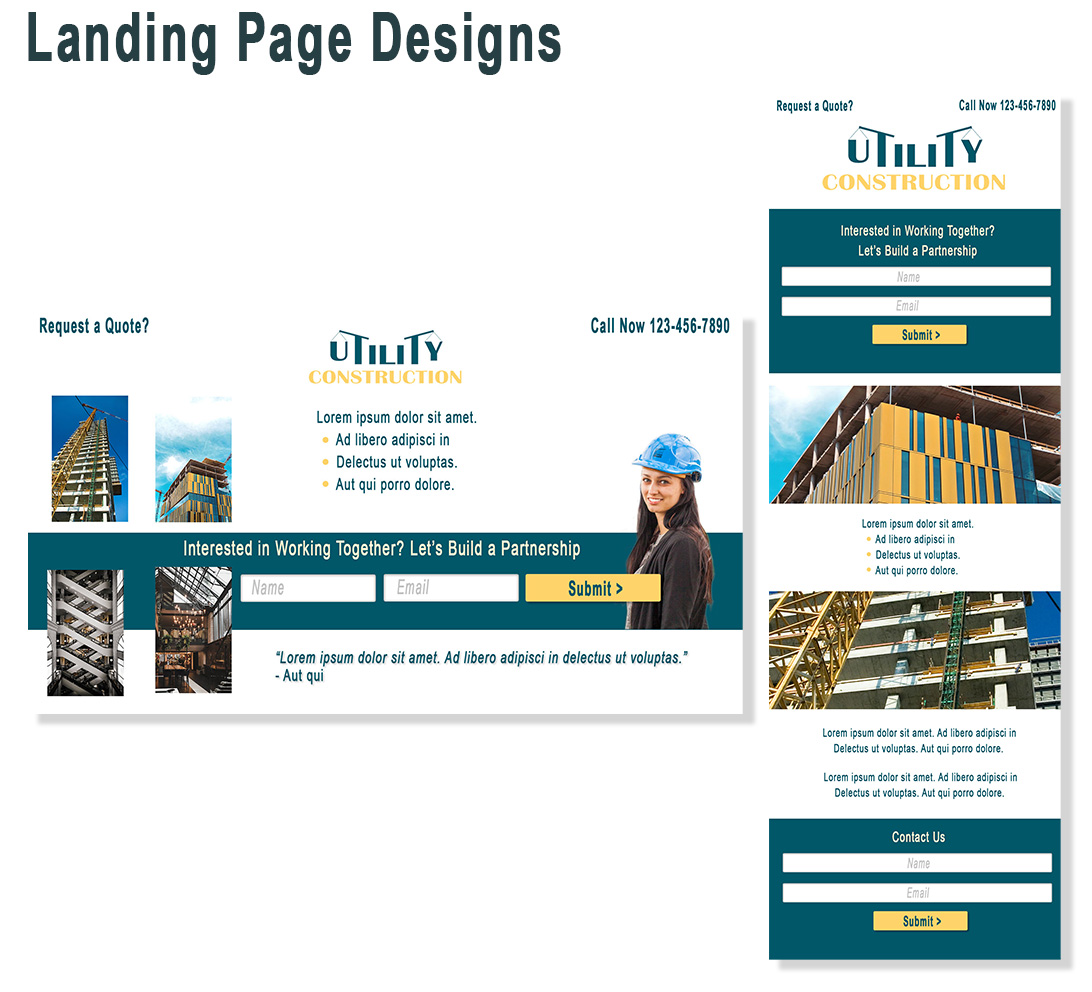 Landing Page Designs
Request a Quote?
Call Now 123-456-7890
UTILITY
CONSTRUCTION
Lorem ipsum dolor sit amet.
Ad libero adipisci in
Delectus ut voluptas.
Aut qui porro dolore.
Interested in Working Together? Let's Build a Partnership
Name
Email
Submit >
“Lorem ipsum dolor sit amet. Ad libero adipisci in delectus ut voluptas.”
- Aut qui
Request a Quote?
Call Now 123-456-7890
UTILITY
CONSTRUCTION
Interested in Working Together?
Let's Build a Partnership
Name
Email
Submit >
Lorem ipsum dolor sit amet.
Ad libero adipisci in
Delectus ut voluptas.
Aut qui porro dolore.
Lorem ipsum dolor sit amet. Ad libero adipisci in
Delectus ut voluptas. Aut qui porro dolore.
Lorem ipsum dolor sit amet. Ad libero adipisci in
Delectus ut voluptas. Aut qui porro dolore.
Contact Us
Name
Email
Submit >